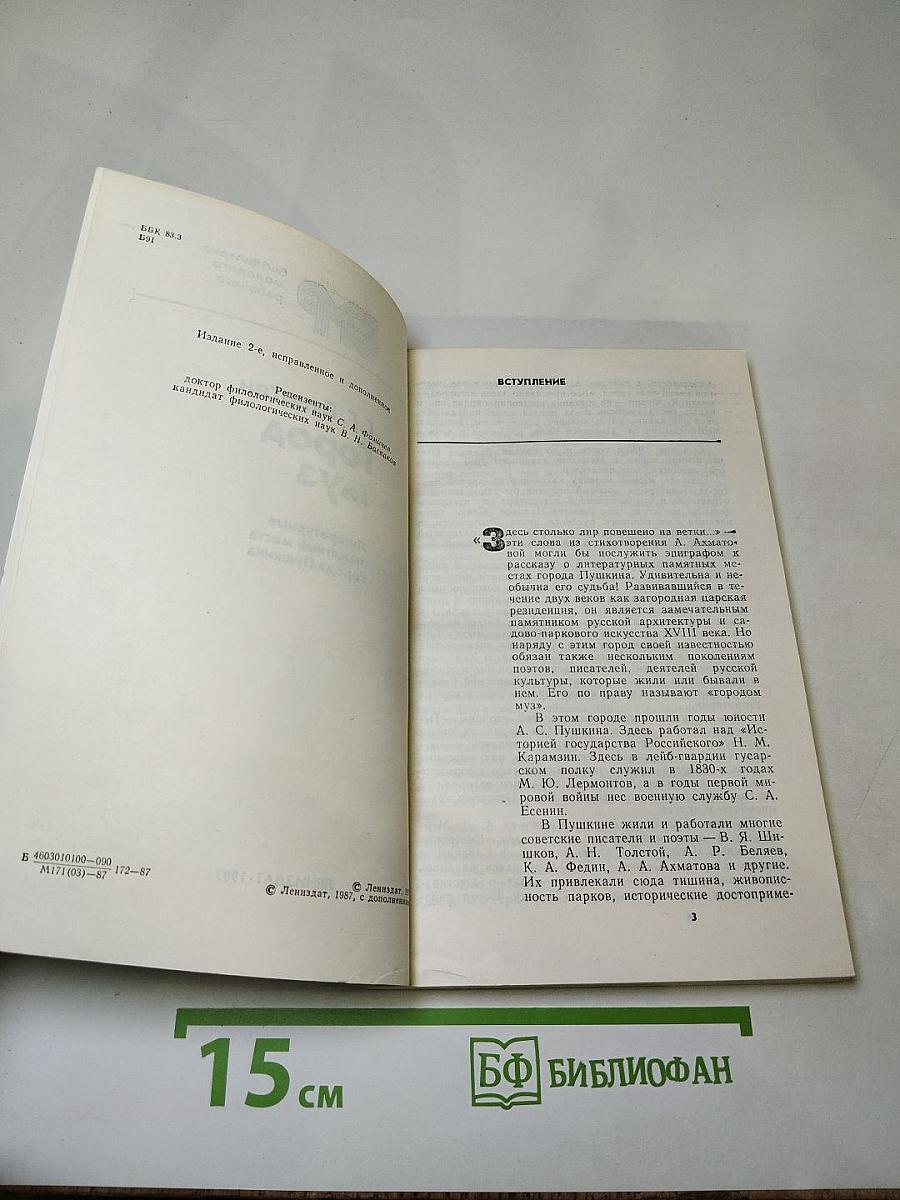 ББК 83.3
Б91
Издание 2-е, исправленное и дополненное
Рецензенты:
доктор филологических наук С. А. Фомичев,
кандидат филологических наук В. Н. Баскаков
Б 4603010100—090 172—87
М171(03)—87
© Лениздат,
© Лениздат, 1987, с
ВСТУПЛЕНИЕ
«Здесь столько лир повешено на ветки...» —
эти слова из стихотворения А. Ахмато-
вой могли бы послужить эпиграфом к
рассказу о литературных памятных ме-
стах города Пушкина. Удивительна и не-
обычна его судьба! Развивавшийся в те-
чение двух веков как загородная царская
резиденция, он является замечательным
памятником русской архитектуры и са-
дово-паркового искусства XVIII века. Но
наряду с этим город своей известностью
обязан также нескольким поколениям
поэтов, писателей, деятелей русской
культуры, которые жили или бывали в
нем. Его по праву называют «городом
муз».
В этом городе прошли годы юности
А. С. Пушкина. Здесь работал над «Ис-
торией государства Российского» Н. М.
Карамзин. Здесь в лейб-гвардии гусар-
ском полку служил в 1830-х годах
М. Ю. Лермонтов, а в годы первой ми-
ровой войны нес военную службу С. А.
Есенин.
В Пушкине жили и работали многие
советские писатели и поэты — В. Я. Ши-
шков, А. Н. Толстой, А. Р. Беляев,
К. А. Федин, А. А. Ахматова и другие.
Их привлекали сюда тишина, живопис-
ность парков, исторические достоприме-
3
15 см
БФ БИБЛИОФАН